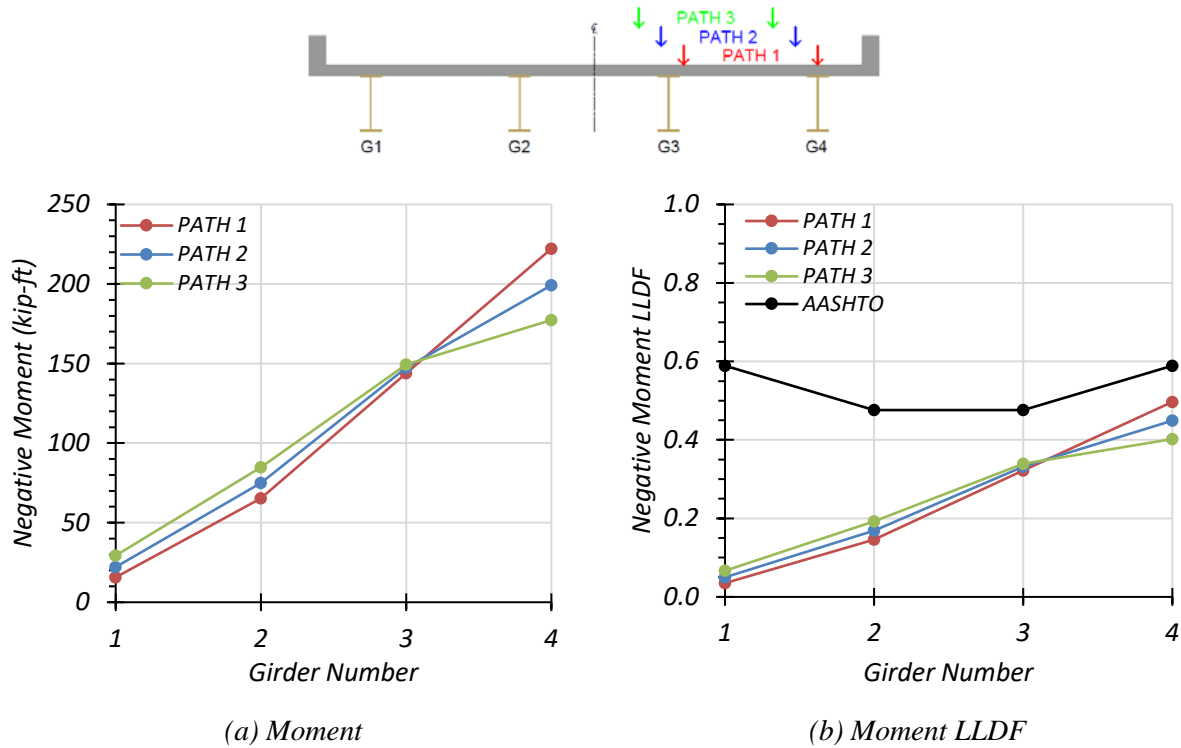 PATH 3
PATH 2
PATH 1
℄
G1 G2 G3 G4
Negative Moment (kip-ft)
250
200
150
100
50
0
PATH 1
PATH 2
PATH 3
1 2 3 4
Girder Number
(a) Moment
Negative Moment LLDF
1.0
0.8
0.6
0.4
0.2
0.0
PATH 1
PATH 2
PATH 3
AASHTO
1 2 3 4
Girder Number
(b) Moment LLDF